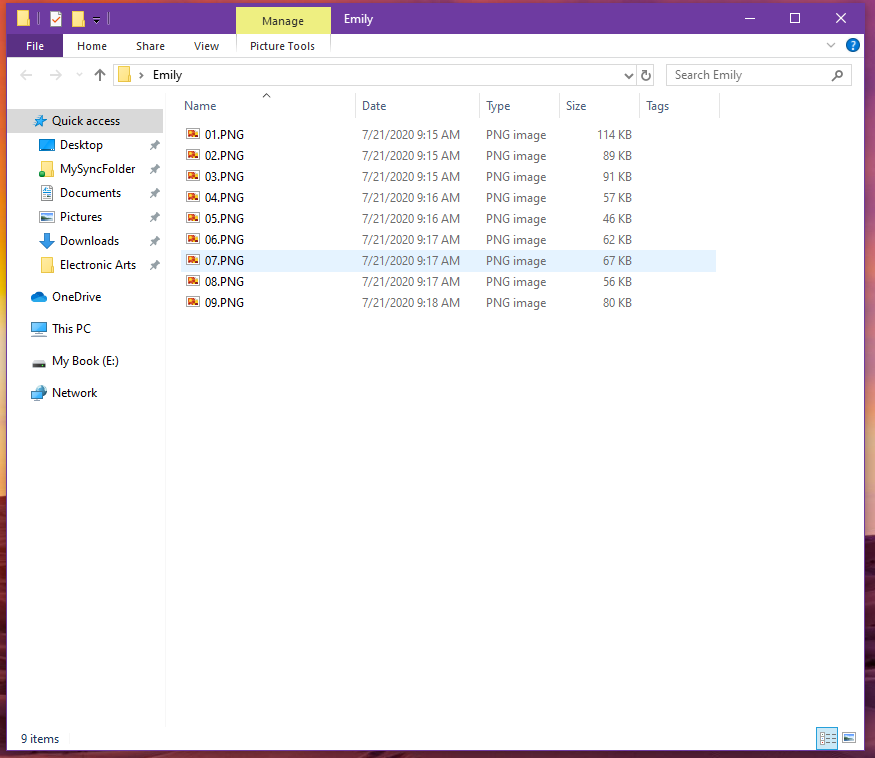 Manage
Emily
File Home Share View Picture Tools
Emily
Search Emily
Name Date Type Size Tags
Quick access
Desktop
MySyncFolder
Documents
Pictures
Downloads
Electronic Arts
OneDrive
This PC
My Book (E:)
Network
01.PNG 7/21/2020 9:15 AM PNG image 114 KB
02.PNG 7/21/2020 9:15 AM PNG image 89 KB
03.PNG 7/21/2020 9:15 AM PNG image 91 KB
04.PNG 7/21/2020 9:16 AM PNG image 57 KB
05.PNG 7/21/2020 9:16 AM PNG image 46 KB
06.PNG 7/21/2020 9:17 AM PNG image 62 KB
07.PNG 7/21/2020 9:17 AM PNG image 67 KB
08.PNG 7/21/2020 9:17 AM PNG image 56 KB
09.PNG 7/21/2020 9:18 AM PNG image 80 KB
9 items